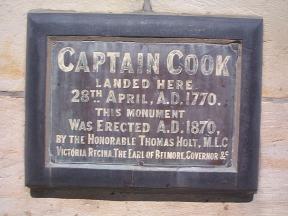 CAPTAIN COOK
LANDED HERE
28TH APRIL, A.D. 1770.
THIS MONUMENT
WAS ERECTED A.D. 1870,
BY THE HONORABLE THOMAS HOLT, M.L.C
VICTORIA REGINA. THE EARL OF BELMORE, GOVERNOR &c